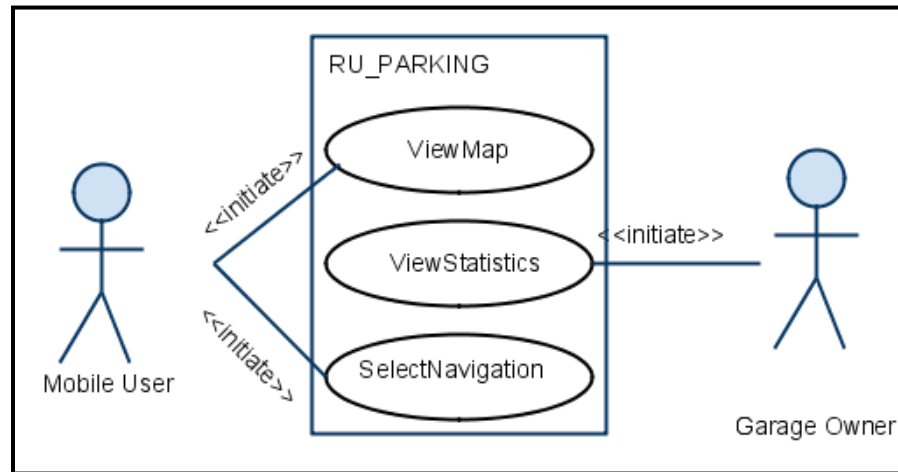 RU_PARKING
ViewMap
<<initiate>>
<<initiate>>
ViewStatistics
<<initiate>>
SelectNavigation
Mobile User
Garage Owner